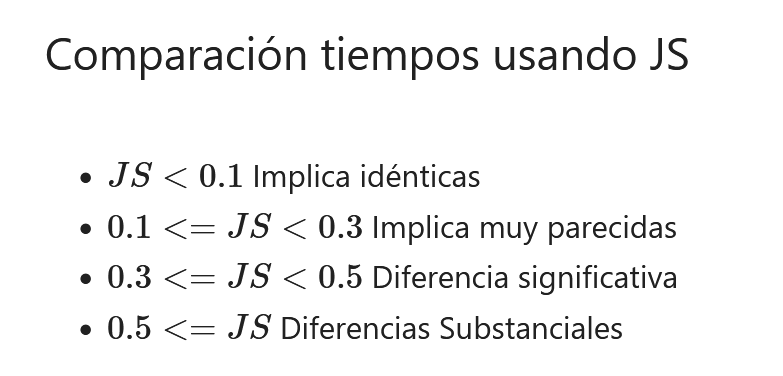 Comparación tiempos usando JS
• JS < 0.1 Implica idénticas
• 0.1 <= JS < 0.3 Implica muy parecidas
• 0.3 <= JS < 0.5 Diferencia significativa
• 0.5 <= JS Diferencias Substanciales